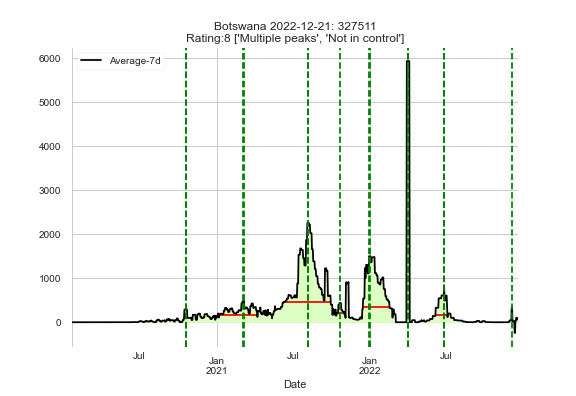 Botswana 2022-12-21: 327511
Rating:8 ['Multiple peaks', 'Not in control']
Average-7d
6000
5000
4000
3000
2000
1000
0
Jul
Jan
2021
Jul
Jan
2022
Jul
Date